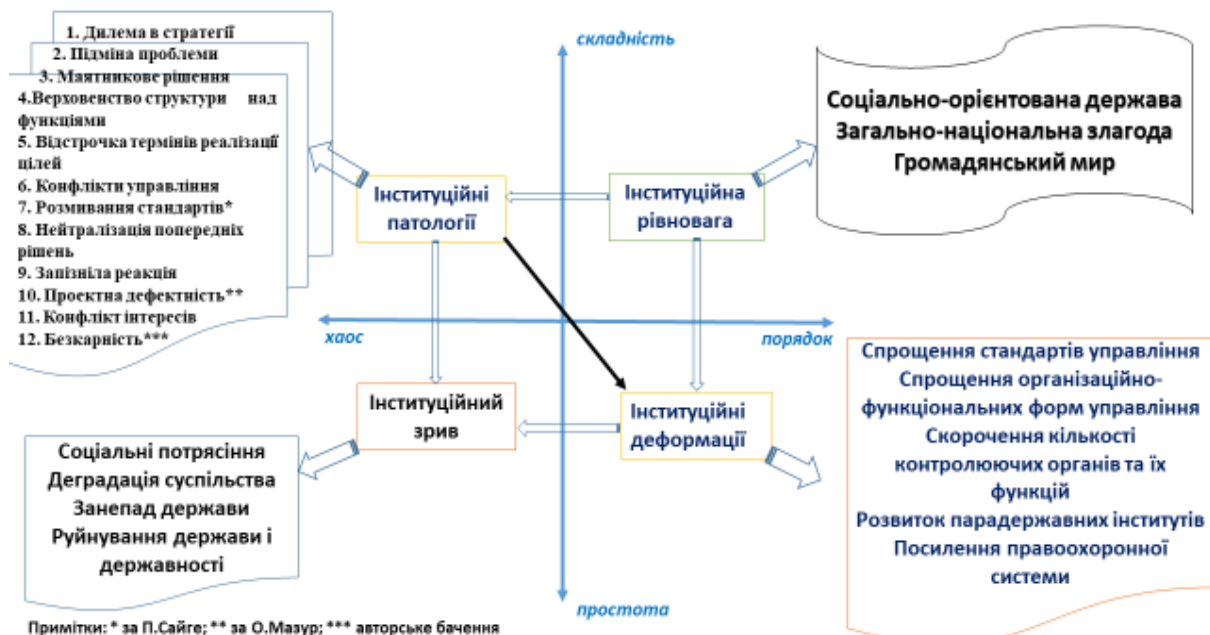 1. Дилема в стратегії
2. Підміна проблеми
3. Маятникове рішення
4.Верховенство структури над
функціями
5. Відстрочка термінів реалізації
цілей
6. Конфлікти управління
7. Розмивання стандартів*
8. Нейтралізація попередніх
рішень
9. Запізніла реакція
10. Проектна дефектність**
11. Конфлікт інтересів
12. Безкарність***
складність
Соціально-орієнтована держава
Загально-національна злагода
Громадянський мир
Інституційні
патології
Інституційна
рівновага
хаос
порядок
Інституційний
зрив
Інституційні
деформації
Спрощення стандартів управління
Спрощення організаційно-
функціональних форм управління
Скорочення кількості
контролюючих органів та їх
функцій
Розвиток парадержавних інститутів
Посилення правоохоронної
системи
Соціальні потрясіння
Деградація суспільства
Занепад держави
Руйнування держави і
державності
простота
Примітки: * за П.Сайге; ** за О.Мазур; *** авторське бачення